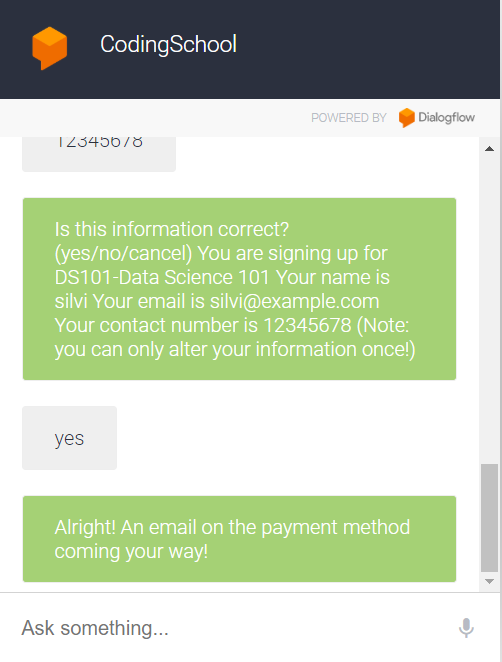 CodingSchool
POWERED BY Dialogflow
12345678
Is this information correct?
(yes/no/cancel) You are signing up for
DS101-Data Science 101 Your name is
silvi Your email is silvi@example.com
Your contact number is 12345678 (Note:
you can only alter your information once!)
yes
Alright! An email on the payment method
coming your way!
Ask something...